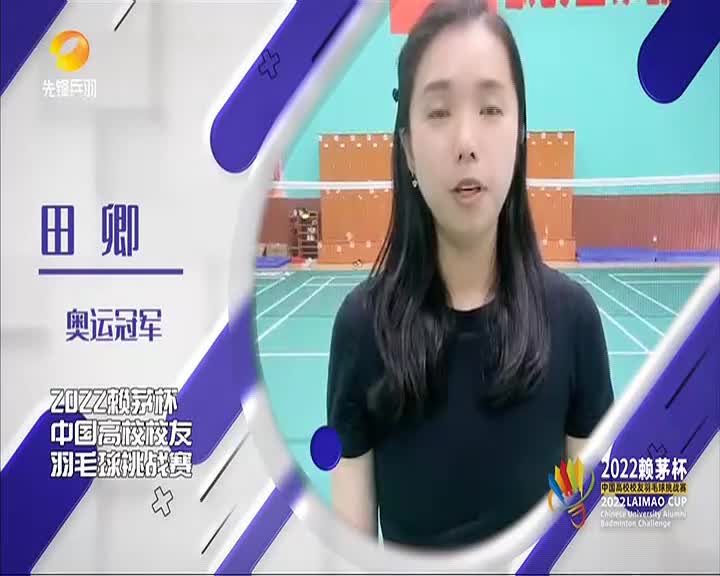 先锋乒羽
田卿
奥运冠军
2022赖茅杯
中国高校校友
羽毛球挑战赛
2022赖茅杯
中国高校校友羽毛球挑战赛
2022LAIMAO CUP
Chinese University Alumni
Badminton Challenge